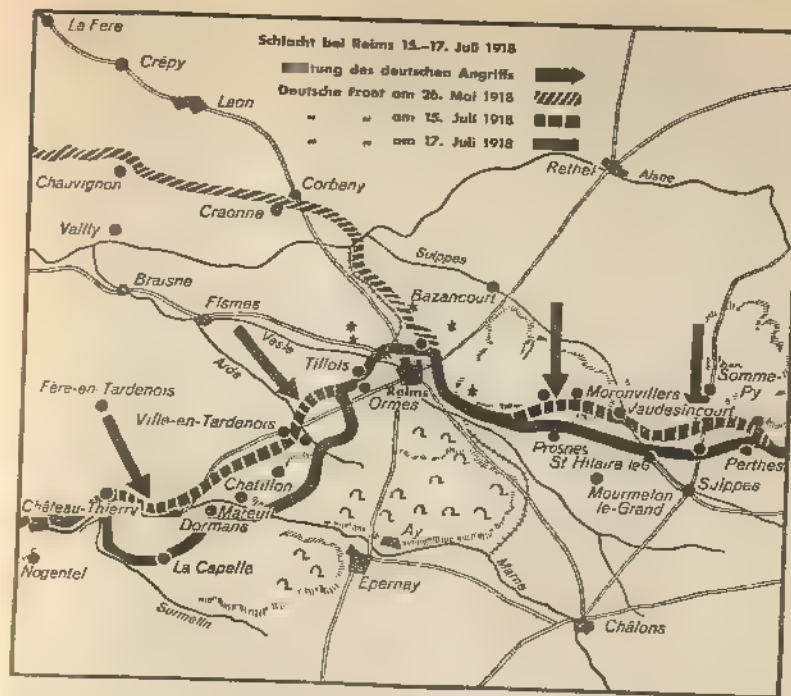 Schlacht bei Reims 15.–17. Juli 1918
des deutschen Angriffs
Deutsche Front am 26. Mai 1918
" " am 15. Juli 1918
" " am 17. Juli 1918
La Fere
Crépy
Laon
Chauvignon
Corbeny
Craonne
Rethel
Aisne
Vailly
Suippes
Braisne
Bazancourt
Fismes
Vesle
Arda
Tillois
Fère-en-Tardenois
Reims
Ormes
Moronvillers
Somme-
Py
Vaudesincourt
Ville-en-Tardenois
Prosnes
St Hilaire le G
Perthes
Chatillon
Mourmelon
le-Grand
Suippes
Château-Thierry
Mareuil
Dormans
Ay
Marne
Nogentel
La Capelle
Epernay
Surmelin
Châlons